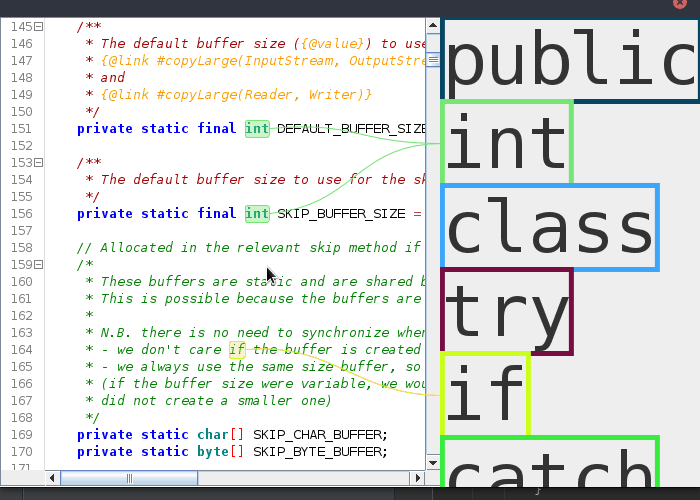 145 /**
146 * The default buffer size ({@value}) to use
147 * {@link #copyLarge(InputStream, OutputStre
148 * and
149 * {@link #copyLarge(Reader, Writer)}
150 */
151 private static final int DEFAULT_BUFFER_SIZE
152
153 /**
154 * The default buffer size to use for the sk
155 */
156 private static final int SKIP_BUFFER_SIZE =
157
158 // Allocated in the relevant skip method if
159 /*
160 * These buffers are static and are shared b
161 * This is possible because the buffers are
162 *
163 * N.B. there is no need to synchronize when
164 * - we don't care if the buffer is created
165 * - we always use the same size buffer, so
166 * (if the buffer size were variable, we wou
167 * did not create a smaller one)
168 */
169 private static char[] SKIP_CHAR_BUFFER;
170 private static byte[] SKIP_BYTE_BUFFER;
171
public
int
class
try
if
catch
}